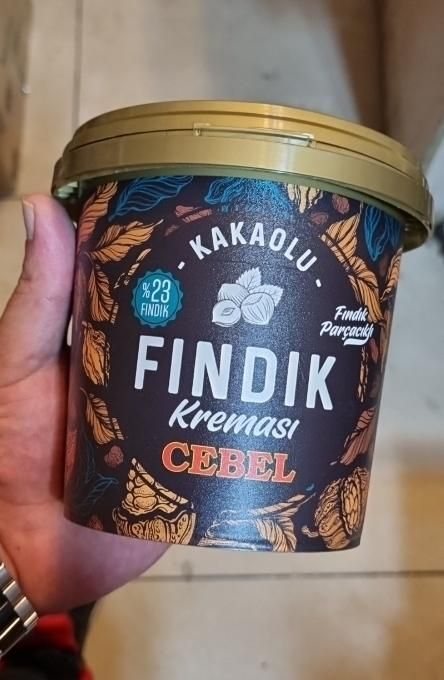 - KAKAOLU -
%23
FINDIK
Fındık
Parçacıklı
FINDIK
Kreması
CEBEL